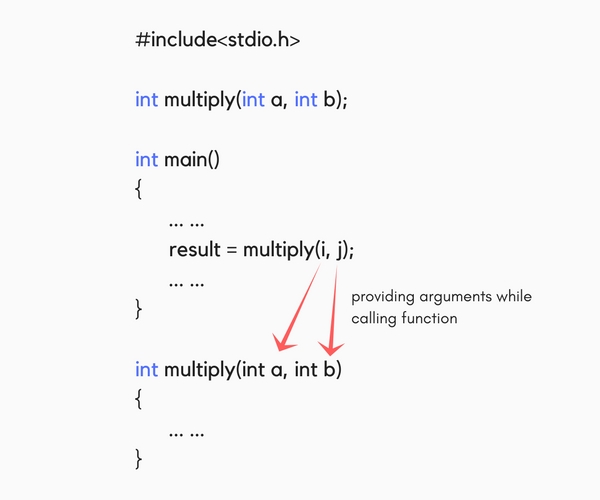 #include<stdio.h>
int multiply(int a, int b);
int main()
{
... ...
result = multiply(i, j);
... ...
providing arguments while
calling function
}
int multiply(int a, int b)
{
... ...
}